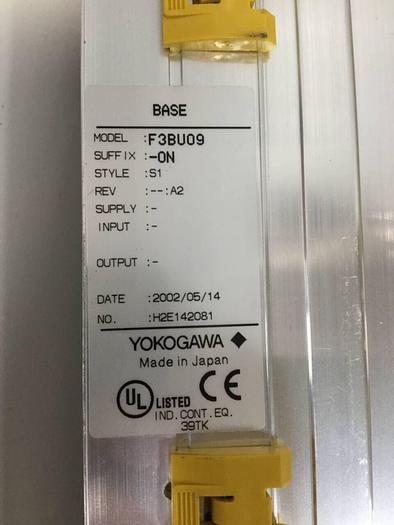 BASE
MODEL :F3BU09
SUFFIX :-0N
STYLE :S1
REV :--:A2
SUPPLY :-
INPUT :-
OUTPUT :-
DATE :2002/05/14
NO. :H2E142081
YOKOGAWA
Made in Japan
UL LISTED CE
IND.CONT.EQ.
39TK